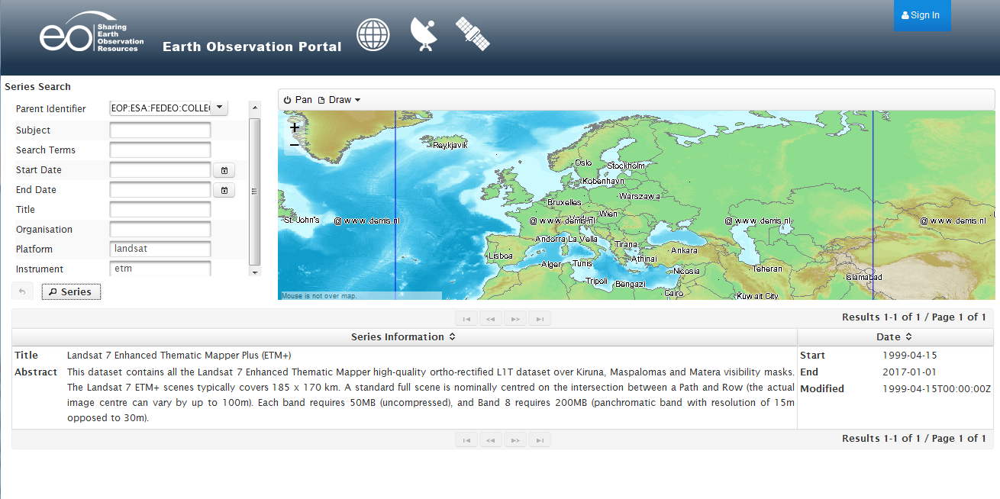 eo Sharing
Earth
Observation
Resources
Earth Observation Portal
Sign In
Series Search
Parent Identifier EOP:ESA:FEDEO:COLLE
Subject
Search Terms
Start Date
End Date
Title
Organisation
Platform landsat
Instrument etm
Series
Pan Draw
+
−
Reykjavik
Oslo
Stockholm
Kobenhavn
Warszawa
Bruxelles
Wien
St. John's
@ www.demis.nl
@ www.demis.nl
@ www.demis.nl
@ www.demis.nl
Andorra La Vella
Tirana
Ankara
Lisboa
Athinai
Alger
Tunis
Teheran
Nicosia
Islamabad
Tripoli
Bengazi
Cairo
Kuwait City
Mouse is not over map.
Results 1-1 of 1 / Page 1 of 1
Series Information Date
Title Landsat 7 Enhanced Thematic Mapper Plus (ETM+)
Abstract This dataset contains all the Landsat 7 Enhanced Thematic Mapper high-quality ortho-rectified L1T dataset over Kiruna, Maspalomas and Matera visibility masks.
The Landsat 7 ETM+ scenes typically covers 185 x 170 km. A standard full scene is nominally centred on the intersection between a Path and Row (the actual
image centre can vary by up to 100m). Each band requires 50MB (uncompressed), and Band 8 requires 200MB (panchromatic band with resolution of 15m
opposed to 30m).
Start 1999-04-15
End 2017-01-01
Modified 1999-04-15T00:00:00Z
Results 1-1 of 1 / Page 1 of 1